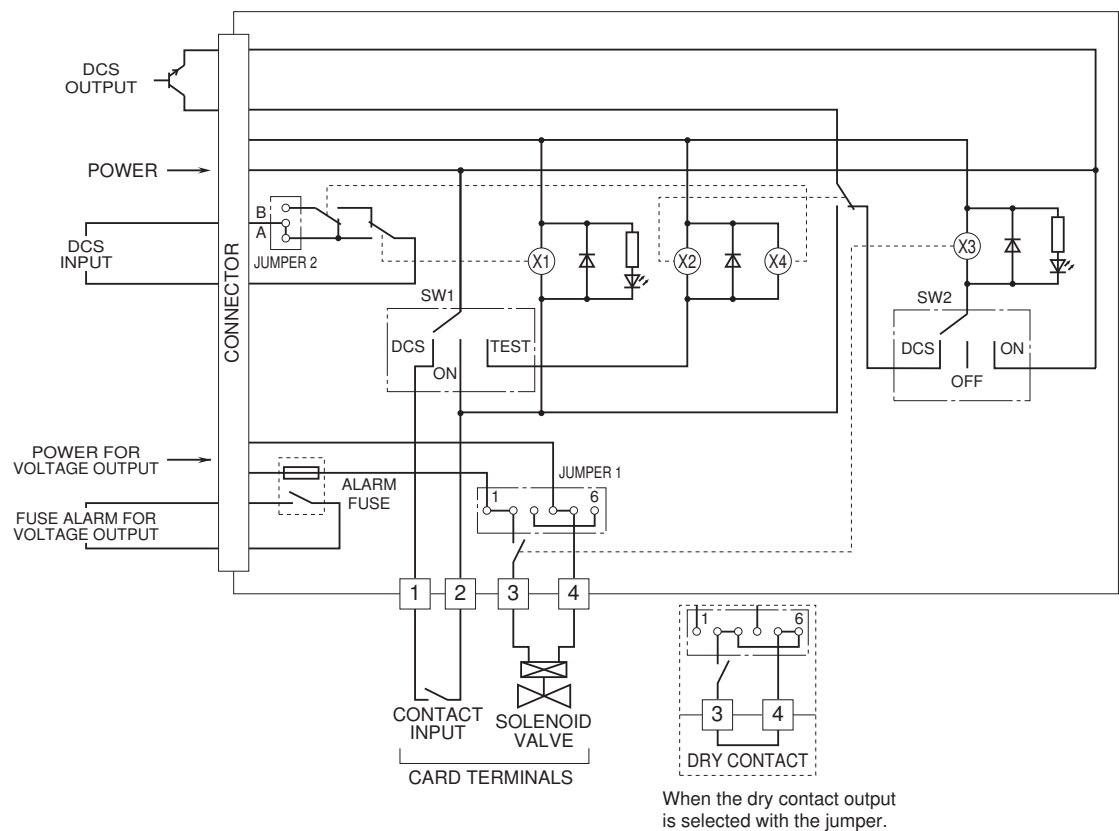 DCS
OUTPUT
POWER
B
A
DCS
INPUT
JUMPER 2
CONNECTOR
X1
X2
X4
X3
SW1
DCS
ON
TEST
SW2
DCS
OFF
ON
POWER FOR
VOLTAGE OUTPUT
ALARM
FUSE
FUSE ALARM FOR
VOLTAGE OUTPUT
JUMPER 1
1
6
1
2
3
4
CONTACT
INPUT
SOLENOID
VALVE
CARD TERMINALS
1
6
3
4
DRY CONTACT
When the dry contact output
is selected with the jumper.